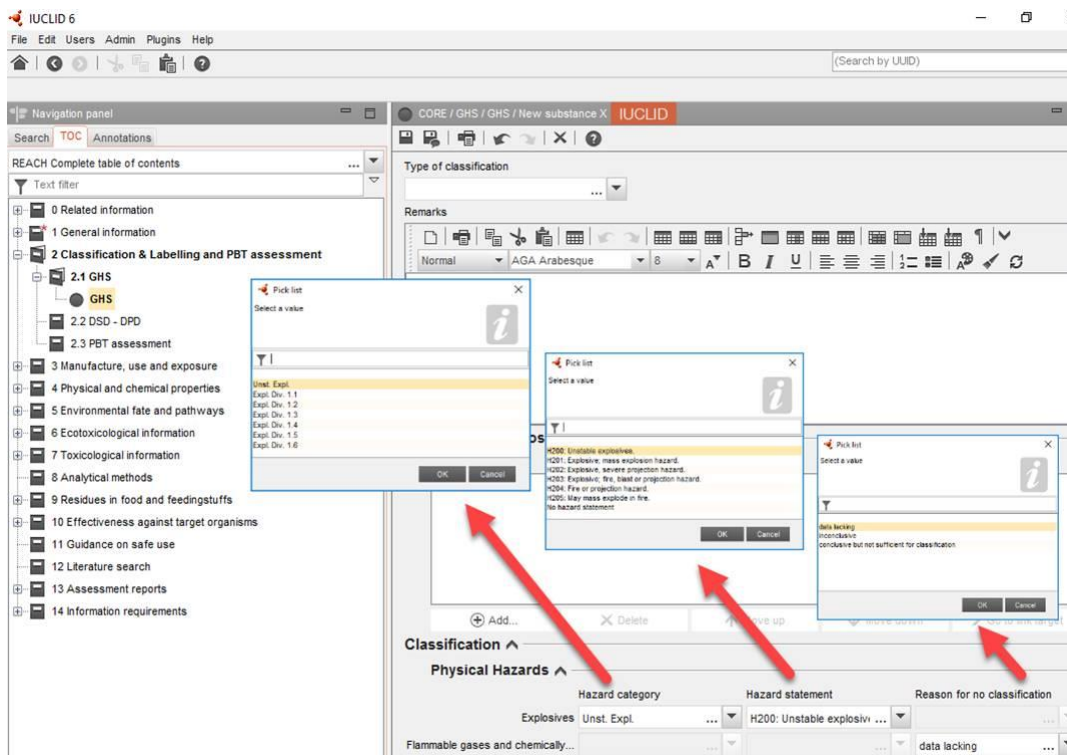 IUCLID 6
File Edit Users Admin Plugins Help
(Search by UUID)
Navigation panel
Search TOC Annotations
REACH Complete table of contents ...
Text filter
0 Related information
1 General information
2 Classification & Labelling and PBT assessment
2.1 GHS
GHS
2.2 DSD - DPD
2.3 PBT assessment
3 Manufacture, use and exposure
4 Physical and chemical properties
5 Environmental fate and pathways
6 Ecotoxicological information
7 Toxicological information
8 Analytical methods
9 Residues in food and feedingstuffs
10 Effectiveness against target organisms
11 Guidance on safe use
12 Literature search
13 Assessment reports
14 Information requirements
CORE / GHS / GHS / New substance X IUCLID
Type of classification
...
Remarks
Normal AGA Arabesque 8 A B I U
Pick list
Select a value
Unst. Expl.
Expl. Div. 1.1
Expl. Div. 1.2
Expl. Div. 1.3
Expl. Div. 1.4
Expl. Div. 1.5
Expl. Div. 1.6
OK Cancel
Pick list
Select a value
H200: Unstable explosives.
H201: Explosive; mass explosion hazard.
H202: Explosive, severe projection hazard.
H203: Explosive; fire, blast or projection hazard.
H204: Fire or projection hazard.
H205: May mass explode in fire.
No hazard statement
OK Cancel
Pick list
Select a value
data lacking
inconclusive
conclusive but not sufficient for classification
OK Cancel
Add... Delete Move up Move down Go to link target
Classification
Physical Hazards
Hazard category Hazard statement Reason for no classification
Explosives Unst. Expl. ... H200: Unstable explosiv ...
Flammable gases and chemically... ... ... data lacking ...